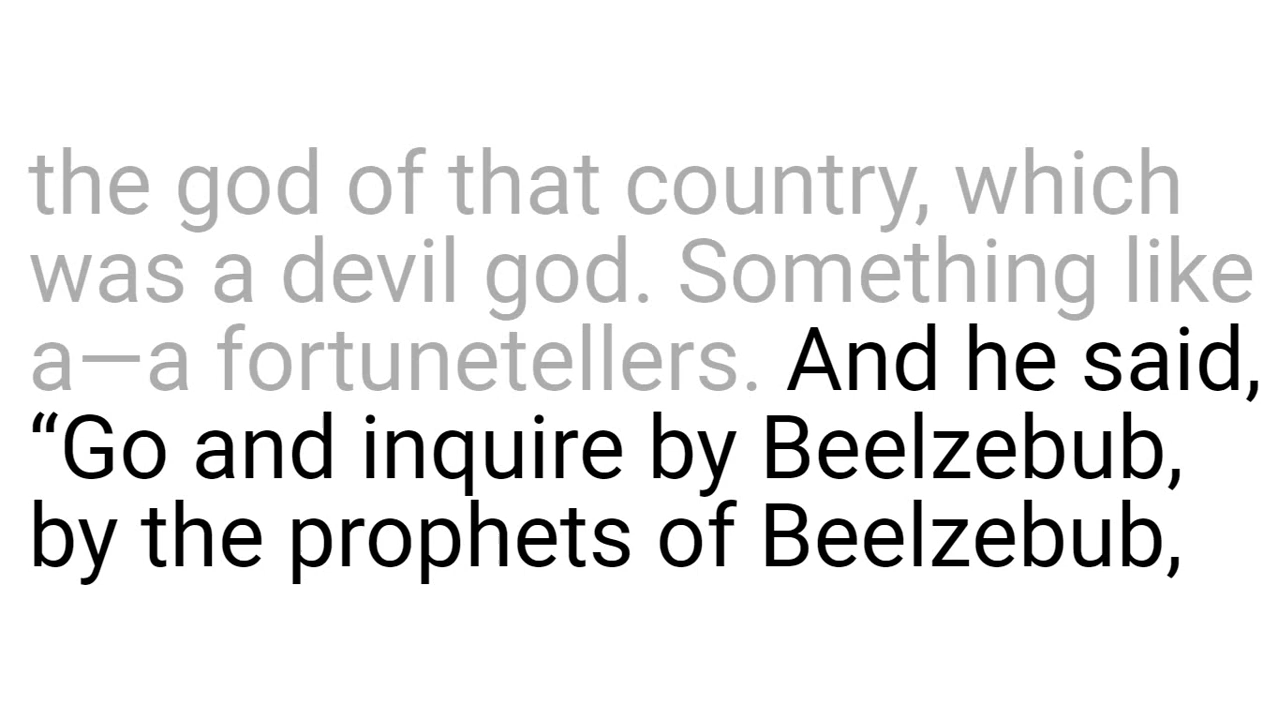 the god of that country, which
was a devil god. Something like
a—a fortunetellers. And he said,
“Go and inquire by Beelzebub,
by the prophets of Beelzebub,